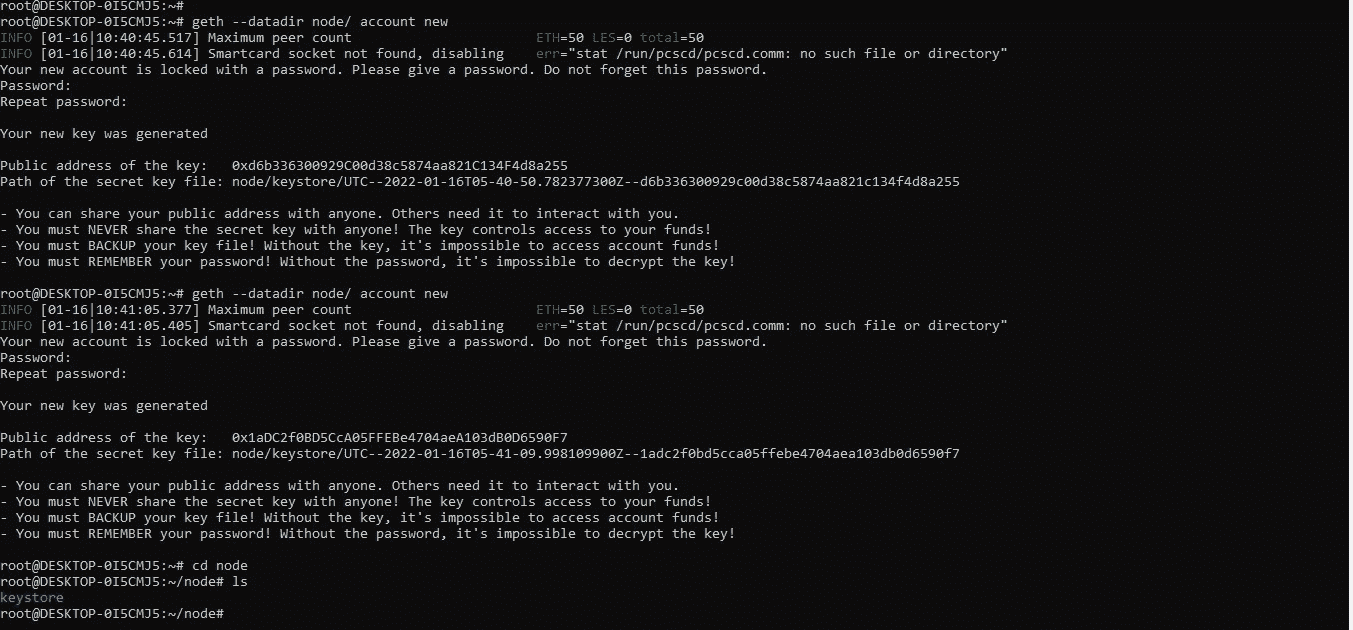 root@DESKTOP-0I5CMJ5:~#
root@DESKTOP-0I5CMJ5:~# geth --datadir node/ account new
INFO [01-16|10:40:45.517] Maximum peer count                       ETH=50 LES=0 total=50
INFO [01-16|10:40:45.614] Smartcard socket not found, disabling    err="stat /run/pcscd/pcscd.comm: no such file or directory"
Your new account is locked with a password. Please give a password. Do not forget this password.
Password:
Repeat password:
Your new key was generated
Public address of the key:   0xd6b336300929C00d38c5874aa821C134F4d8a255
Path of the secret key file: node/keystore/UTC--2022-01-16T05-40-50.782377300Z--d6b336300929c00d38c5874aa821c134f4d8a255
- You can share your public address with anyone. Others need it to interact with you.
- You must NEVER share the secret key with anyone! The key controls access to your funds!
- You must BACKUP your key file! Without the key, it's impossible to access account funds!
- You must REMEMBER your password! Without the password, it's impossible to decrypt the key!
root@DESKTOP-0I5CMJ5:~# geth --datadir node/ account new
INFO [01-16|10:41:05.377] Maximum peer count                       ETH=50 LES=0 total=50
INFO [01-16|10:41:05.405] Smartcard socket not found, disabling    err="stat /run/pcscd/pcscd.comm: no such file or directory"
Your new account is locked with a password. Please give a password. Do not forget this password.
Password:
Repeat password:
Your new key was generated
Public address of the key:   0x1aDC2f0BD5CcA05FFEBe4704aeA103dB0D6590F7
Path of the secret key file: node/keystore/UTC--2022-01-16T05-41-09.998109900Z--1adc2f0bd5cca05ffebe4704aea103db0d6590f7
- You can share your public address with anyone. Others need it to interact with you.
- You must NEVER share the secret key with anyone! The key controls access to your funds!
- You must BACKUP your key file! Without the key, it's impossible to access account funds!
- You must REMEMBER your password! Without the password, it's impossible to decrypt the key!
root@DESKTOP-0I5CMJ5:~# cd node
root@DESKTOP-0I5CMJ5:~/node# ls
keystore
root@DESKTOP-0I5CMJ5:~/node#